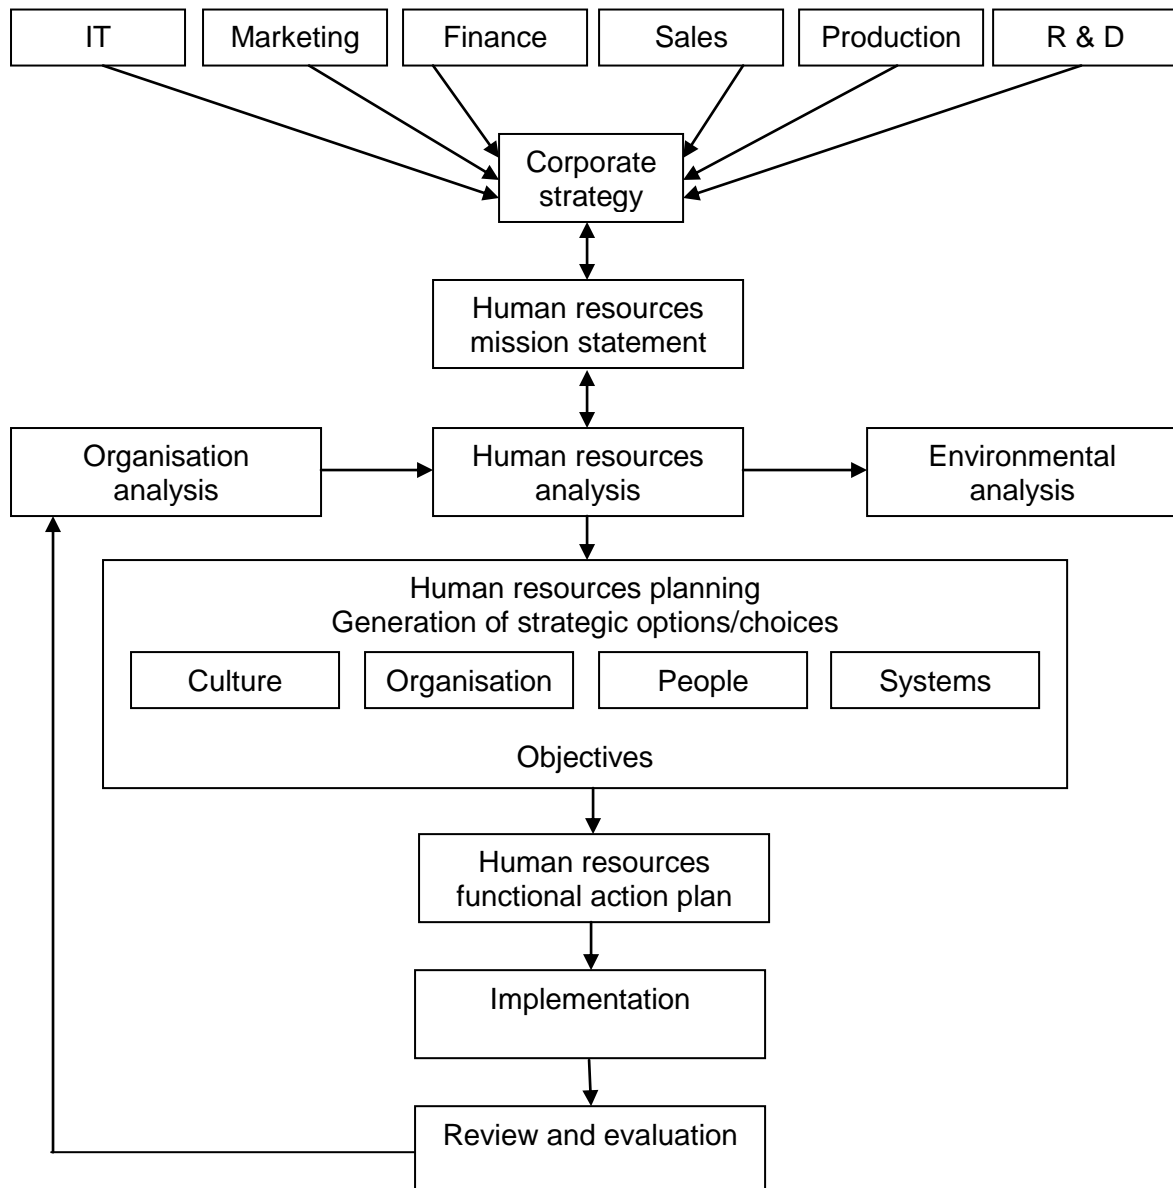 IT
Marketing
Finance
Sales
Production
R & D
Corporate
strategy
Human resources
mission statement
Organisation
analysis
Human resources
analysis
Environmental
analysis
Human resources planning
Generation of strategic options/choices
Culture
Organisation
People
Systems
Objectives
Human resources
functional action plan
Implementation
Review and evaluation